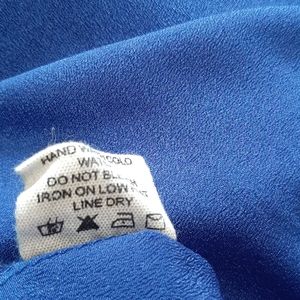 HAND
COLD
DO NOT
IRON ON LOW
LINE DRY